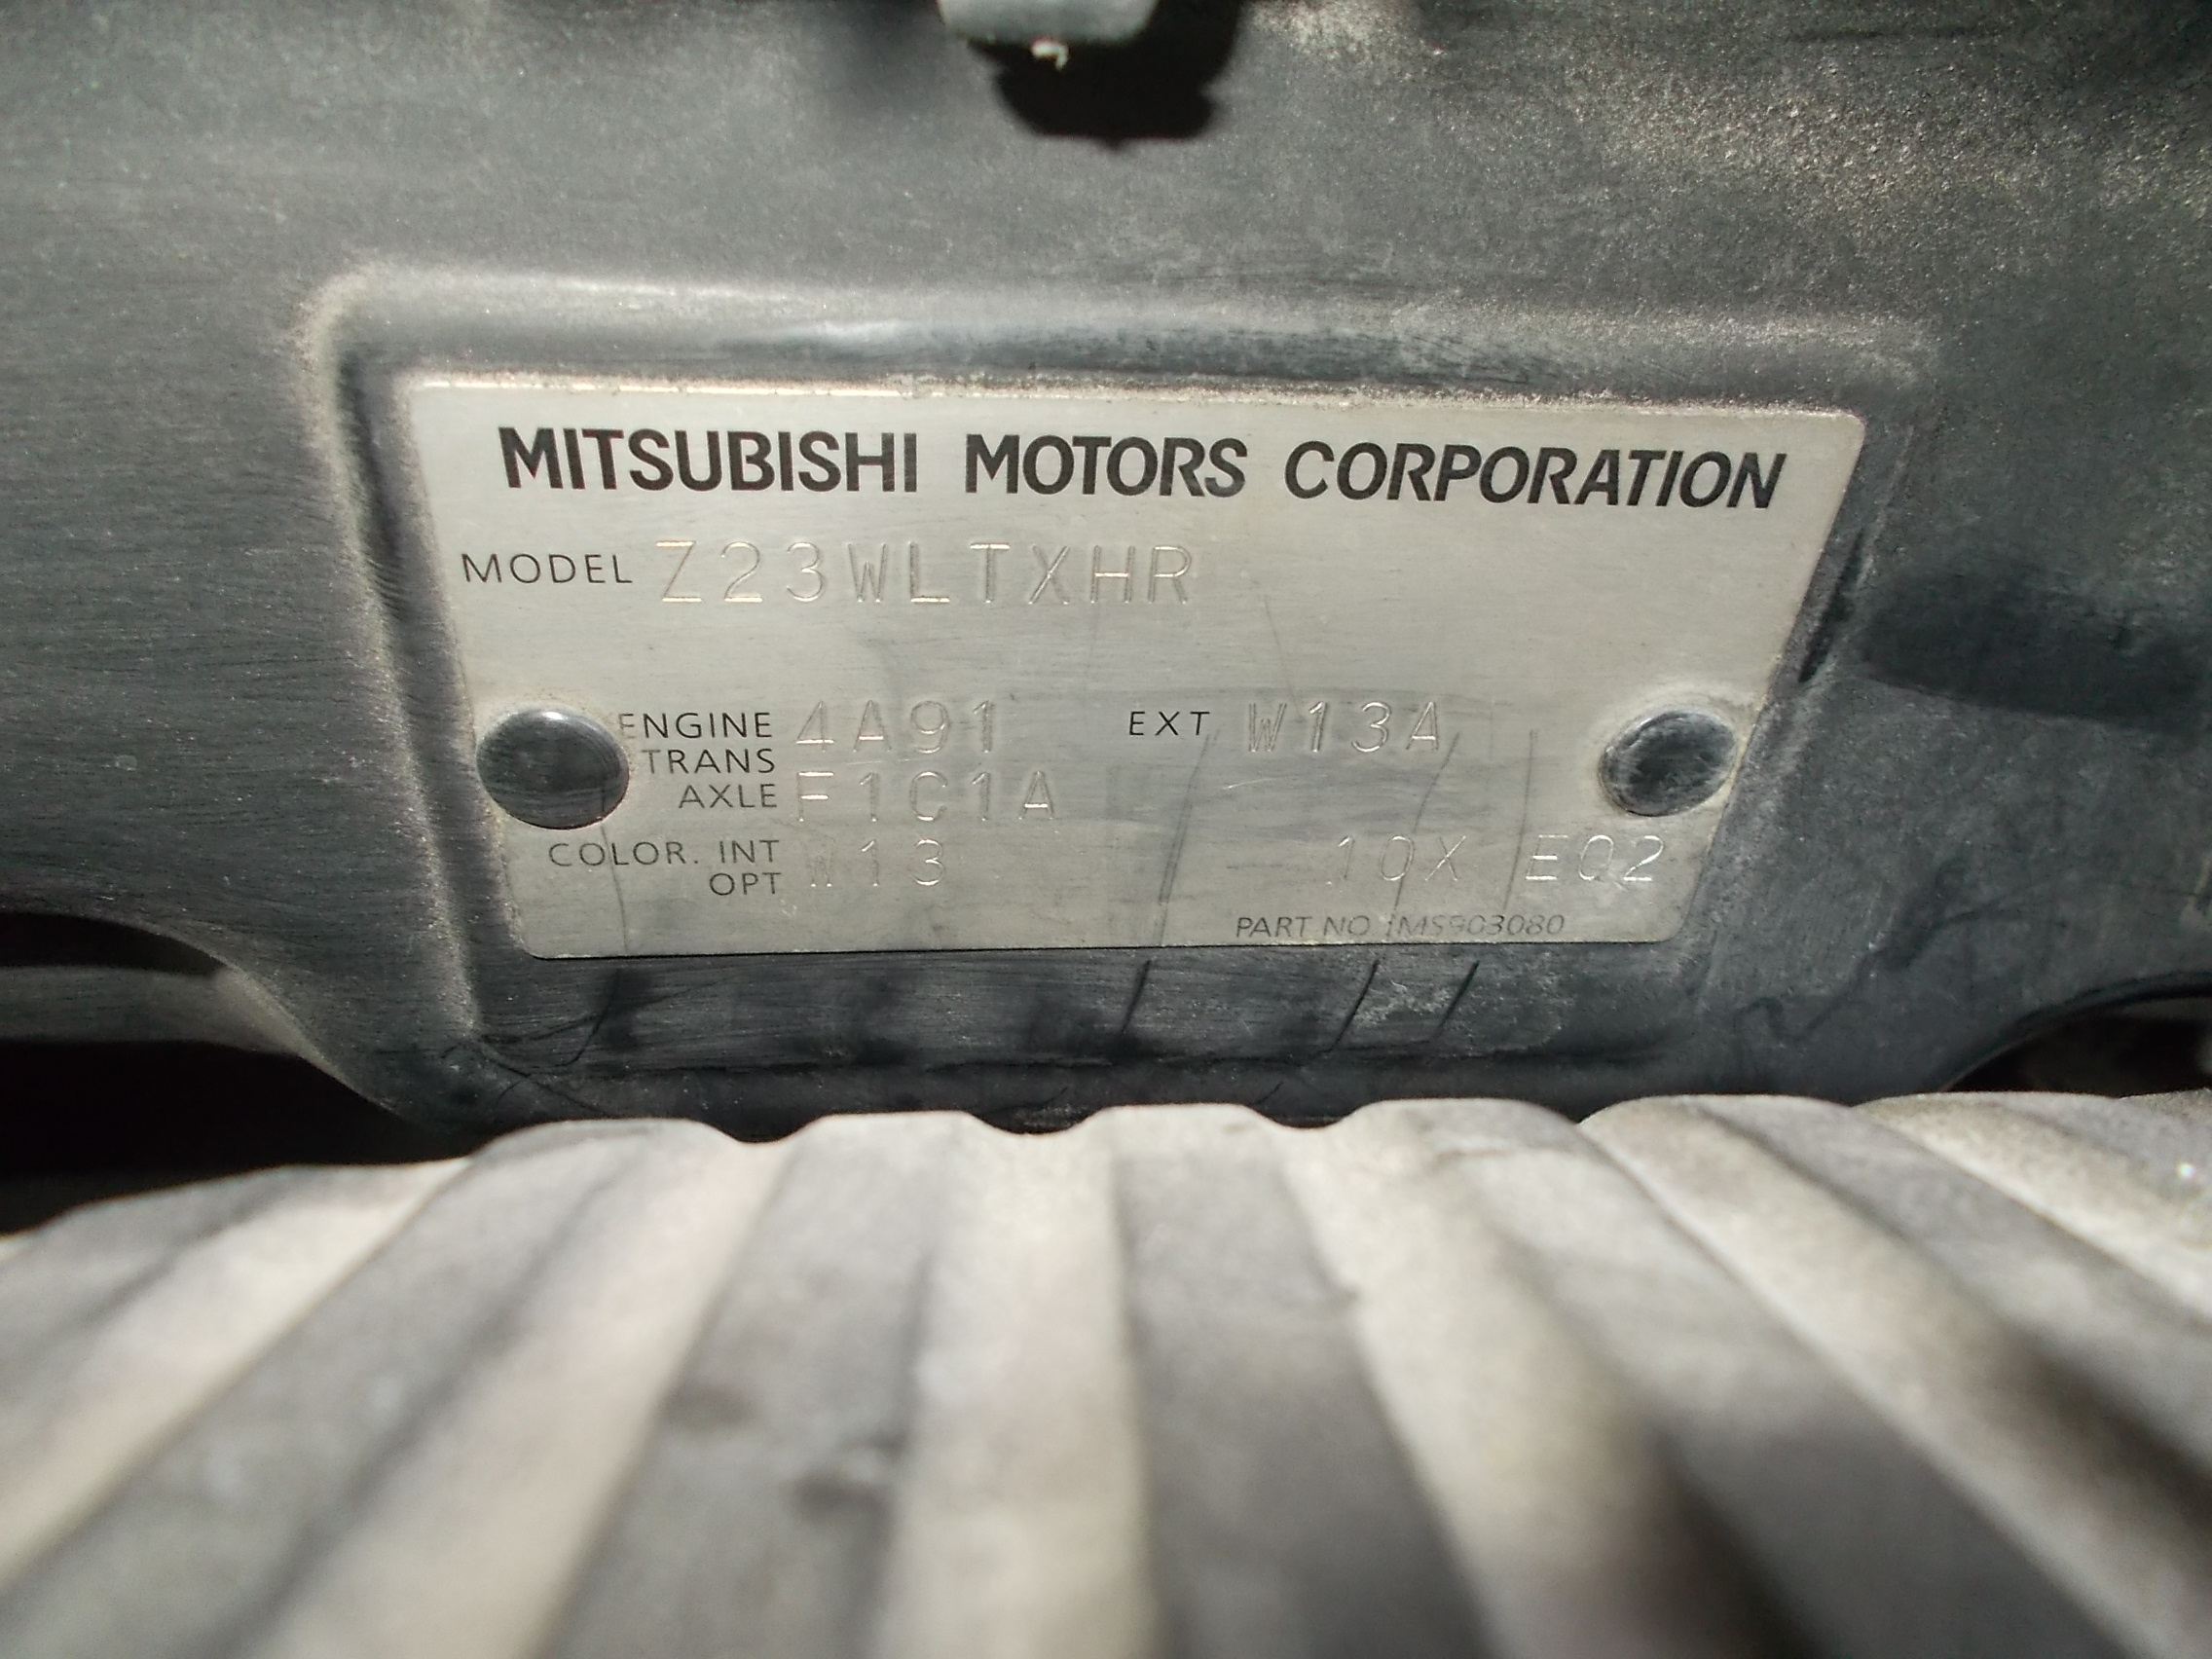 MITSUBISHI MOTORS CORPORATION
MODEL Z23WLTXHR
ENGINE 4A91 EXT W13A
TRANS
AXLE F1C1A
COLOR. INT W13 10X E02
OPT
PART NO 1MS903080